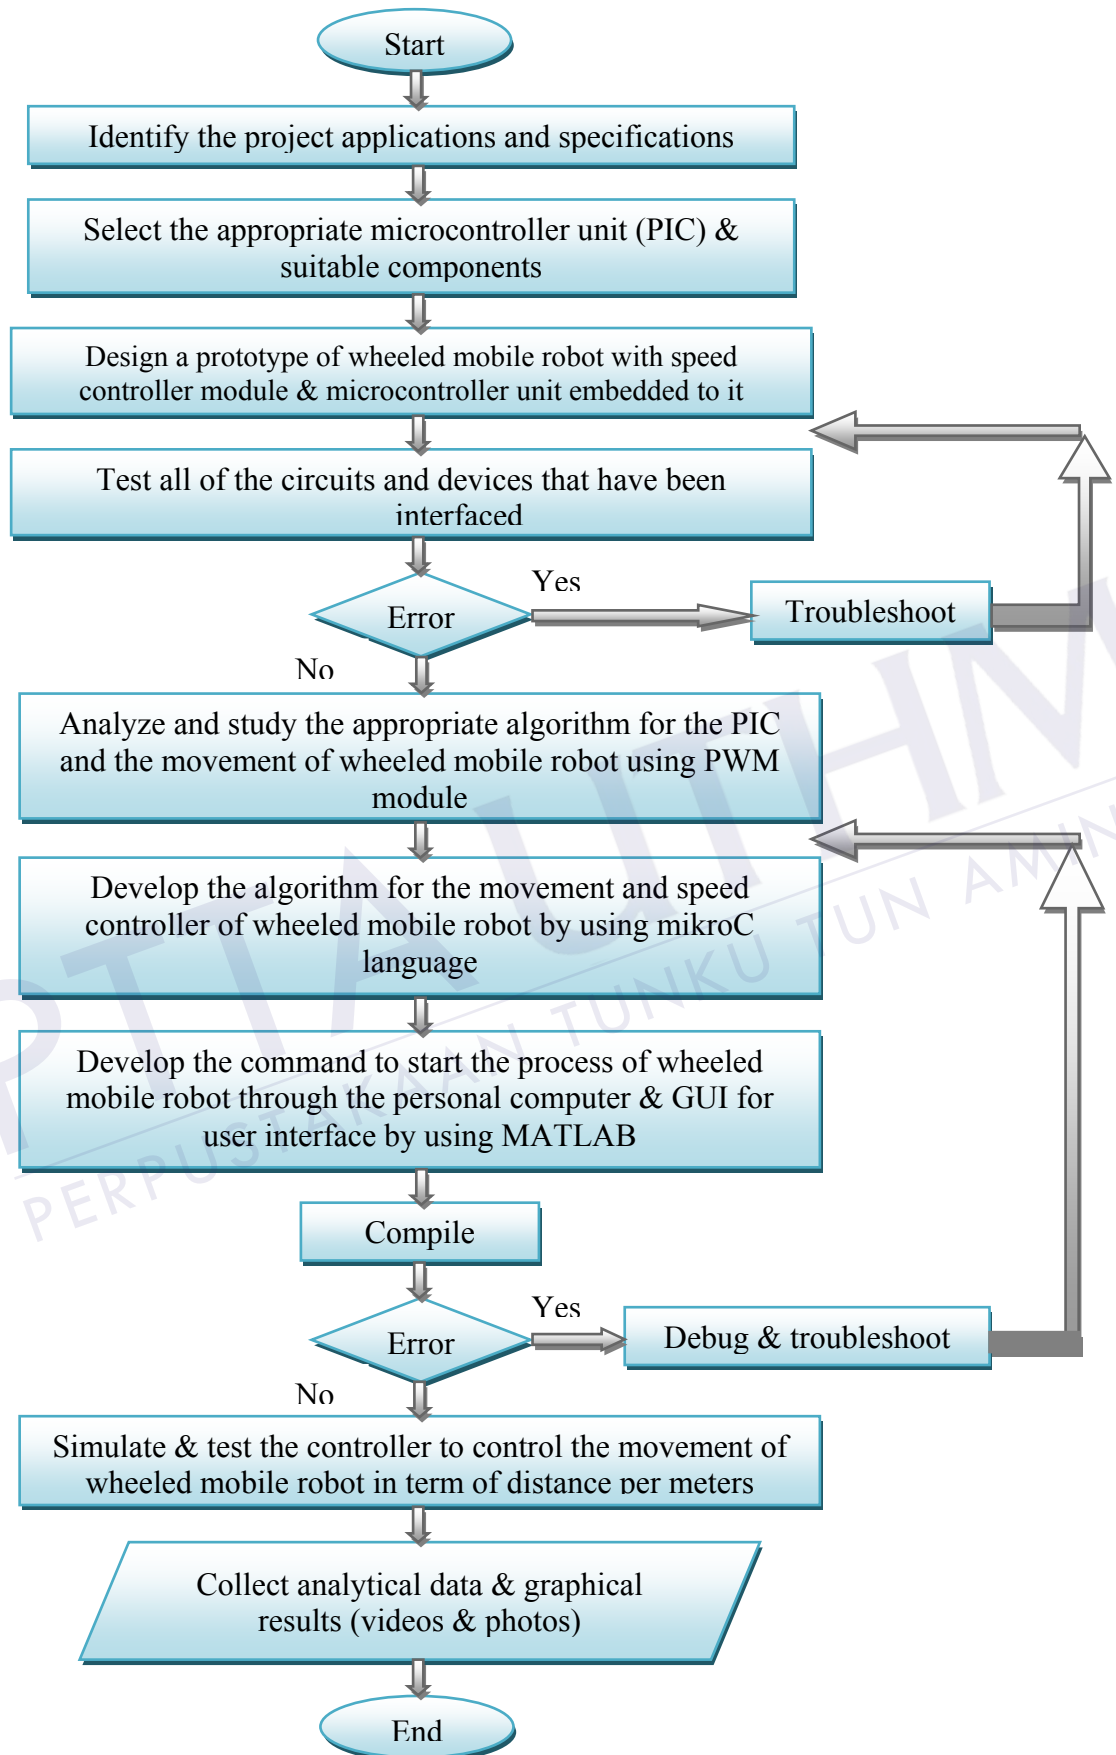 Start
Identify the project applications and specifications
Select the appropriate microcontroller unit (PIC) &
suitable components
Design a prototype of wheeled mobile robot with speed
controller module & microcontroller unit embedded to it
Test all of the circuits and devices that have been
interfaced
Yes
Error
Troubleshoot
No
Analyze and study the appropriate algorithm for the PIC
and the movement of wheeled mobile robot using PWM
module
Develop the algorithm for the movement and speed
controller of wheeled mobile robot by using mikroC
language
Develop the command to start the process of wheeled
mobile robot through the personal computer & GUI for
user interface by using MATLAB
Compile
Yes
Error
Debug & troubleshoot
No
Simulate & test the controller to control the movement of
wheeled mobile robot in term of distance per meters
Collect analytical data & graphical
results (videos & photos)
End
PTTA UTHM
PERPUSTAKAAN TUNKU TUN AMIN